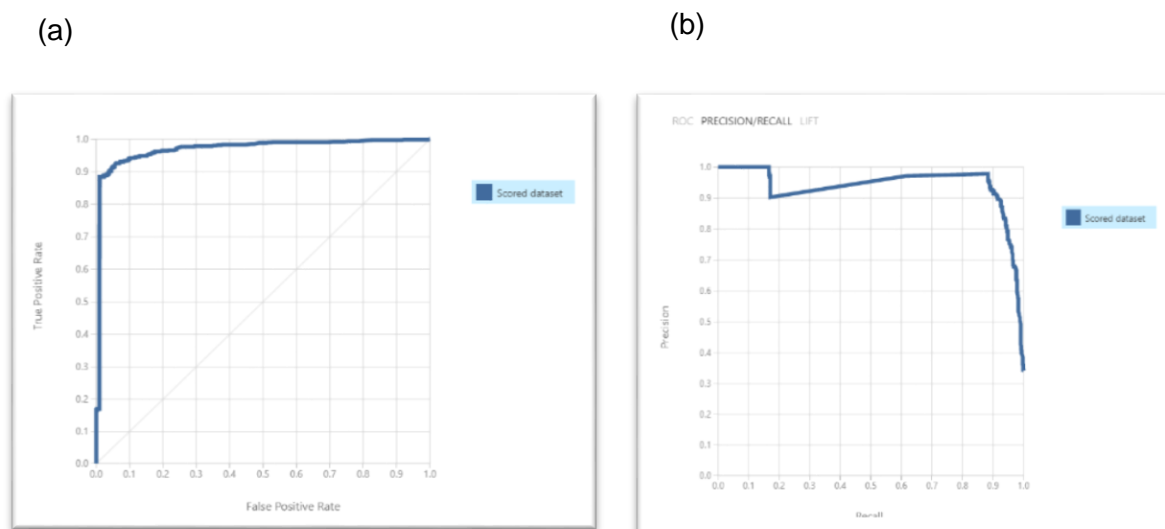 (a)
(b)
1.0
0.9
0.8
0.7
0.6
0.5
0.4
0.3
0.2
0.1
0.0
True Positive Rate
0.0 0.1 0.2 0.3 0.4 0.5 0.6 0.7 0.8 0.9 1.0
False Positive Rate
Scored dataset
ROC PRECISION/RECALL LIFT
1.0
0.9
0.8
0.7
0.6
0.5
0.4
0.3
0.2
0.1
0.0
Precision
0.0 0.1 0.2 0.3 0.4 0.5 0.6 0.7 0.8 0.9 1.0
Recall
Scored dataset